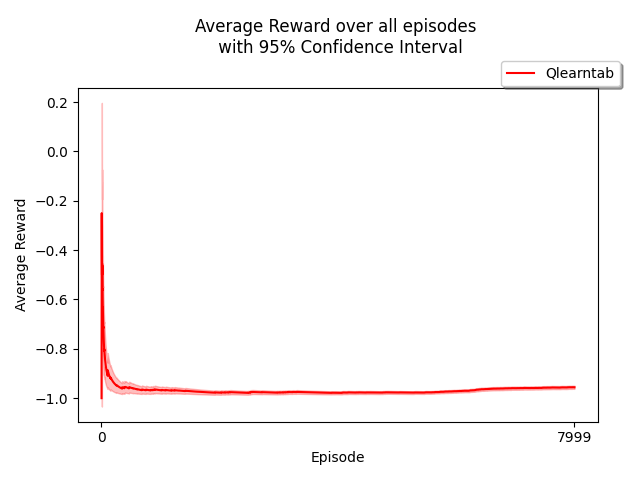 Average Reward over all episodes
with 95% Confidence Interval
Qlearntab
0.2
0.0
−0.2
−0.4
−0.6
−0.8
−1.0
Average Reward
0
7999
Episode